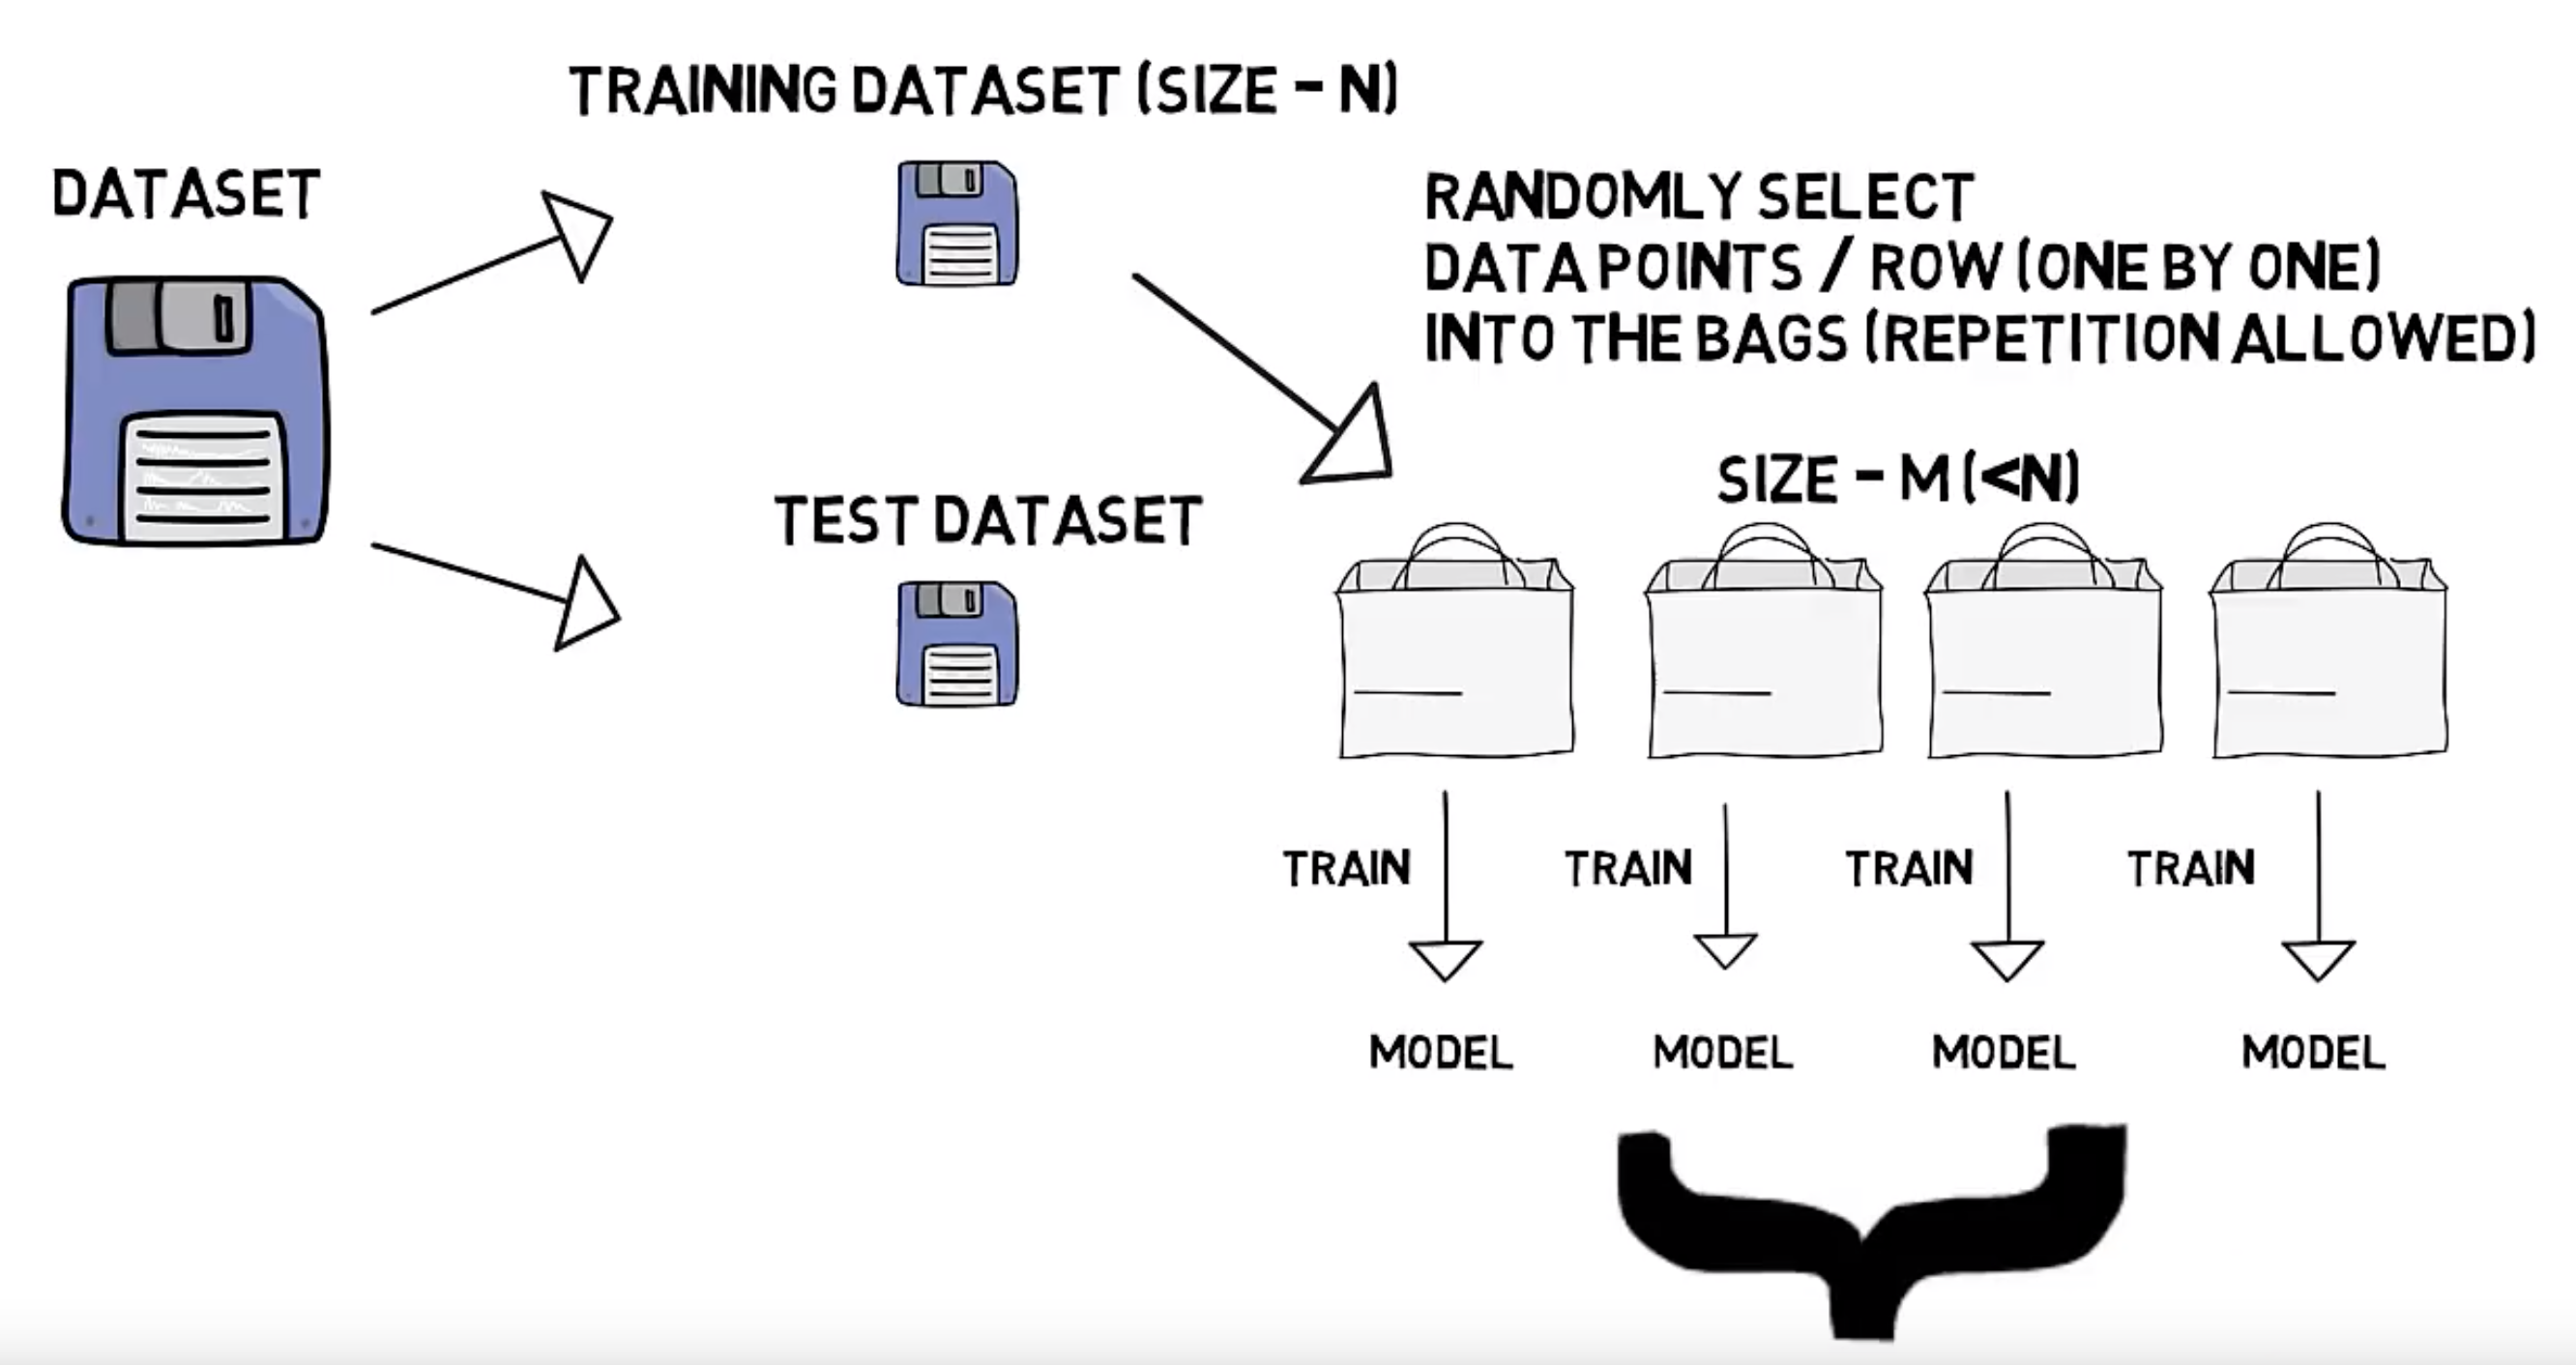 TRAINING DATASET (SIZE - N)
DATASET
RANDOMLY SELECT
DATA POINTS / ROW (ONE BY ONE)
INTO THE BAGS (REPETITION ALLOWED)
SIZE - M (<N)
TEST DATASET
TRAIN TRAIN TRAIN TRAIN
MODEL MODEL MODEL MODEL